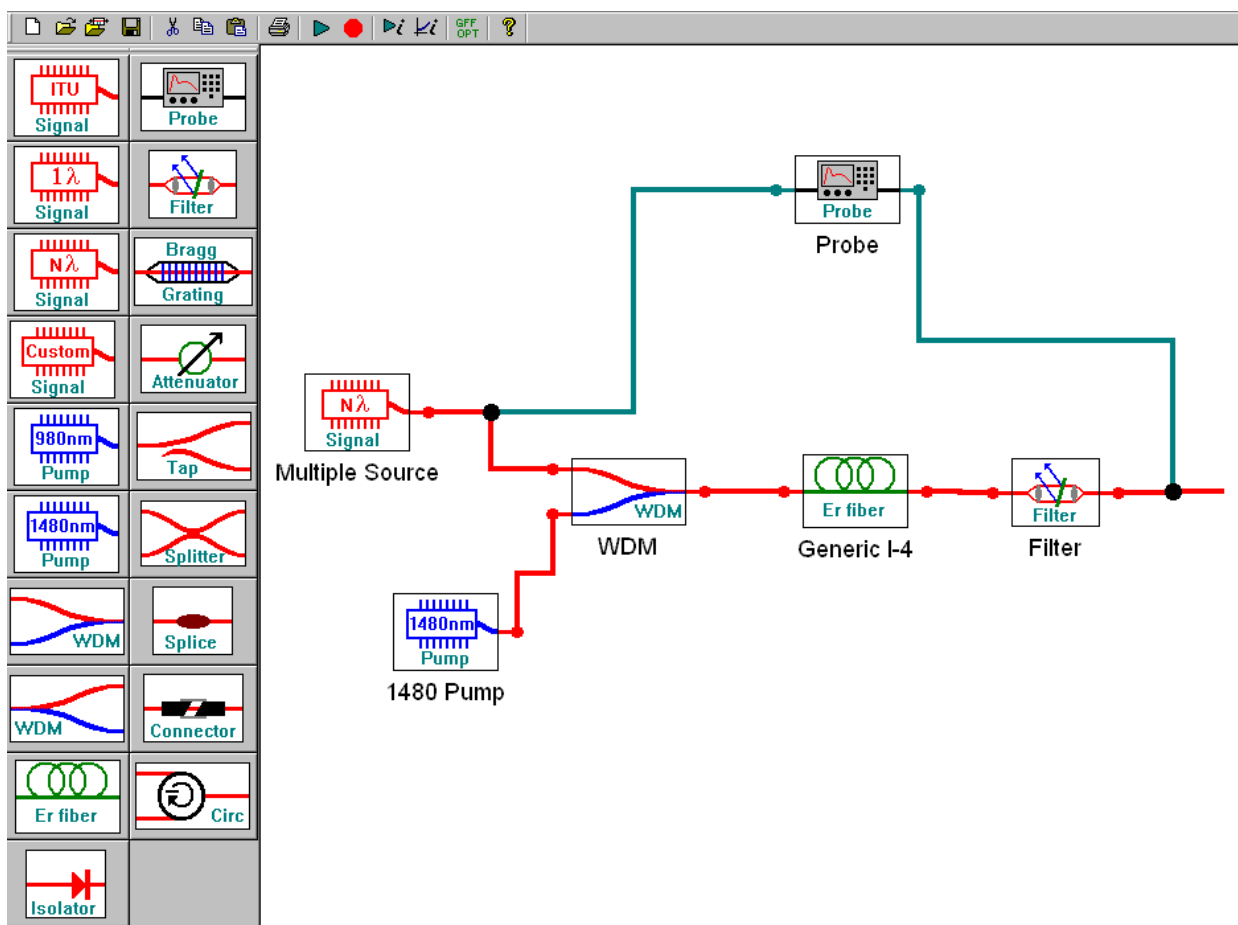 i i GFF ?
OPT
ITU
Signal
Probe
1λ
Signal
Filter
Nλ
Signal
Bragg
Grating
Custom
Signal
Attenuator
980nm
Pump
Tap
1480nm
Pump
Splitter
WDM
Splice
WDM
Connector
Er fiber
Circ
Isolator
Probe
Probe
Nλ
Signal
Multiple Source
WDM
WDM
Er fiber
Generic I-4
Filter
Filter
1480nm
Pump
1480 Pump